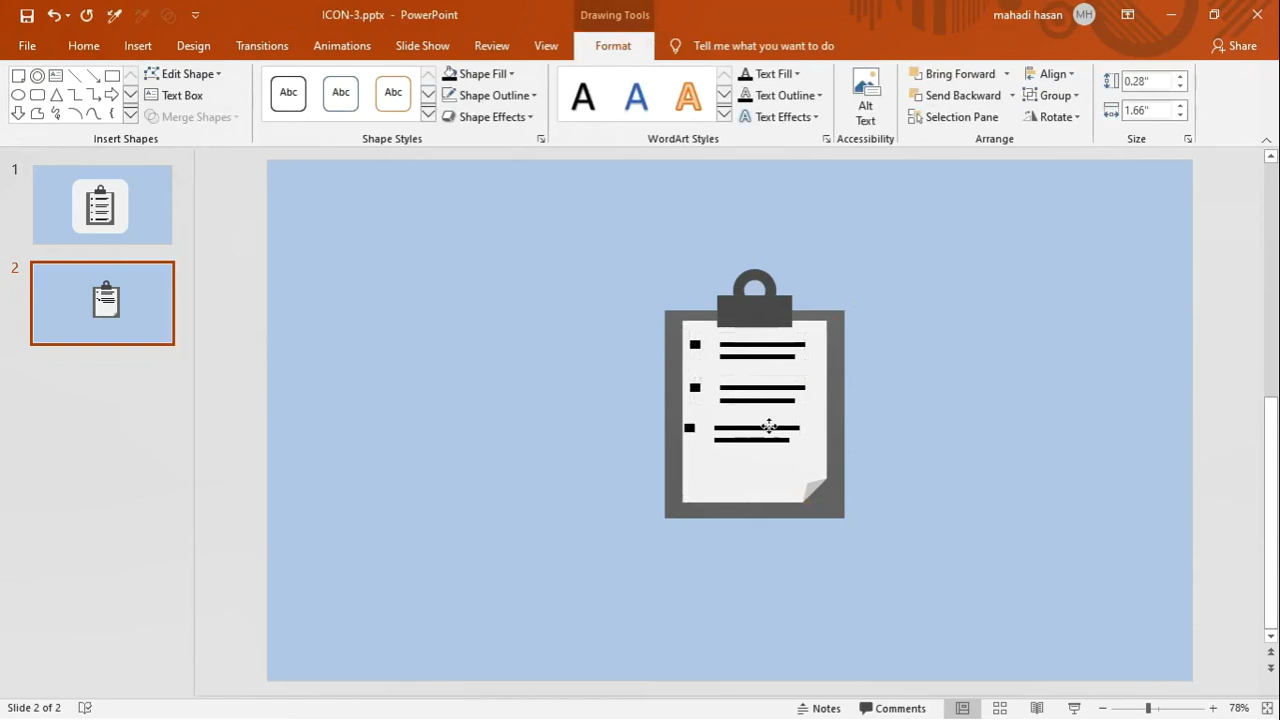 ICON-3.pptx - PowerPoint
Drawing Tools
mahadi hasan MH
File Home Insert Design Transitions Animations Slide Show Review View Format Tell me what you want to do Share
Edit Shape
Text Box
Merge Shapes
Insert Shapes
Abc Abc Abc
Shape Fill
Shape Outline
Shape Effects
Shape Styles
A A A
Text Fill
Text Outline
Text Effects
WordArt Styles
Alt
Text
Accessibility
Bring Forward
Send Backward
Selection Pane
Align
Group
Rotate
Arrange
0.28"
1.66"
Size
1
2
Slide 2 of 2
Notes Comments 78%